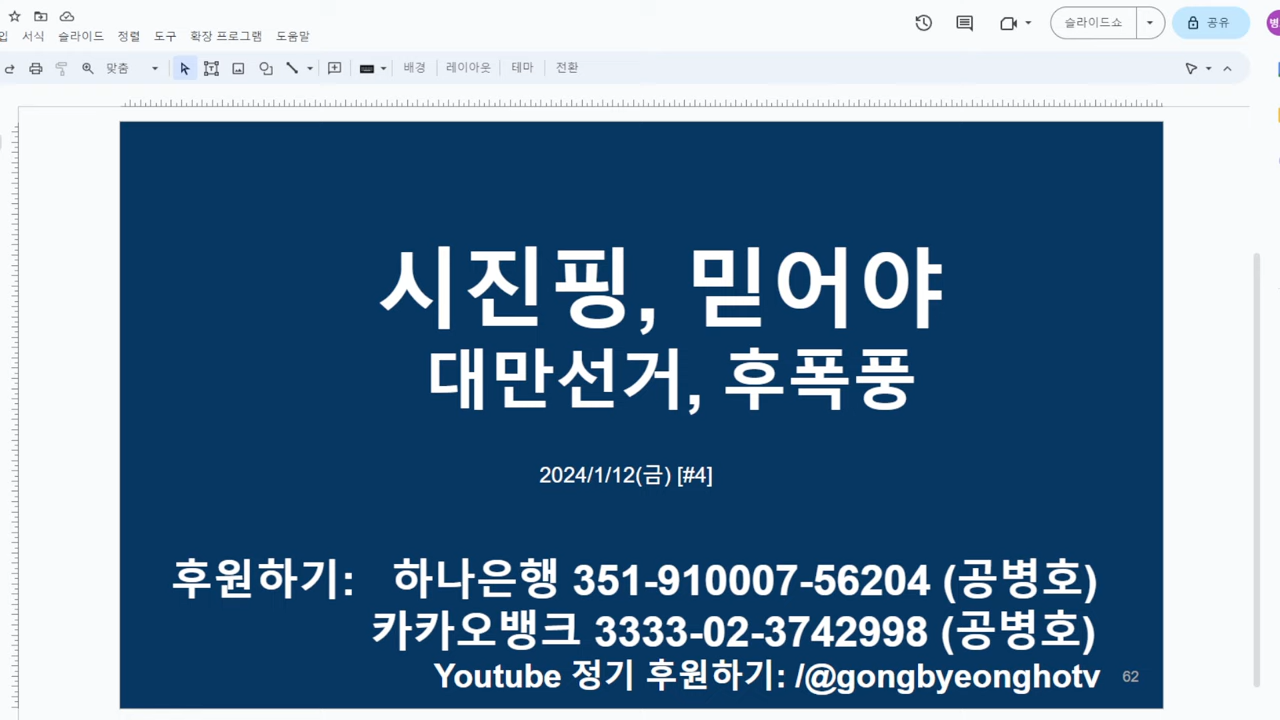 입 서식 슬라이드 정렬 도구 확장 프로그램 도움말
슬라이드쇼
공유
병
맞춤 배경 레이아웃 테마 전환
시진핑, 믿어야
대만선거, 후폭풍
2024/1/12(금) [#4]
후원하기: 하나은행 351-910007-56204 (공병호)
카카오뱅크 3333-02-3742998 (공병호)
Youtube 정기 후원하기: /@gongbyeonghotv
62